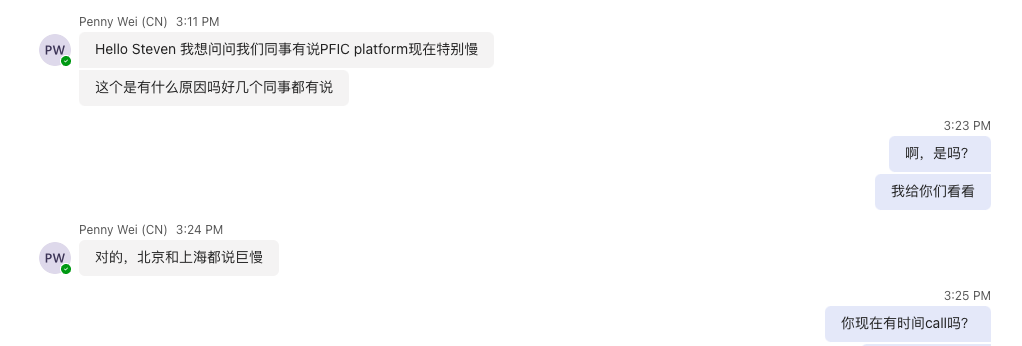 Penny Wei (CN) 3:11 PM
PW
Hello Steven 我想问问我们同事有说PFIC platform现在特别慢
这个是有什么原因吗好几个同事都有说
3:23 PM
啊，是吗？
我给你们看看
Penny Wei (CN) 3:24 PM
PW
对的，北京和上海都说巨慢
3:25 PM
你现在有时间call吗？